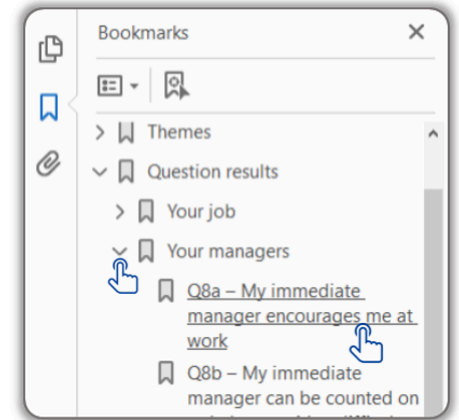 Bookmarks
Themes
Question results
Your job
Your managers
Q8a – My immediate
manager encourages me at
work
Q8b – My immediate
manager can be counted on